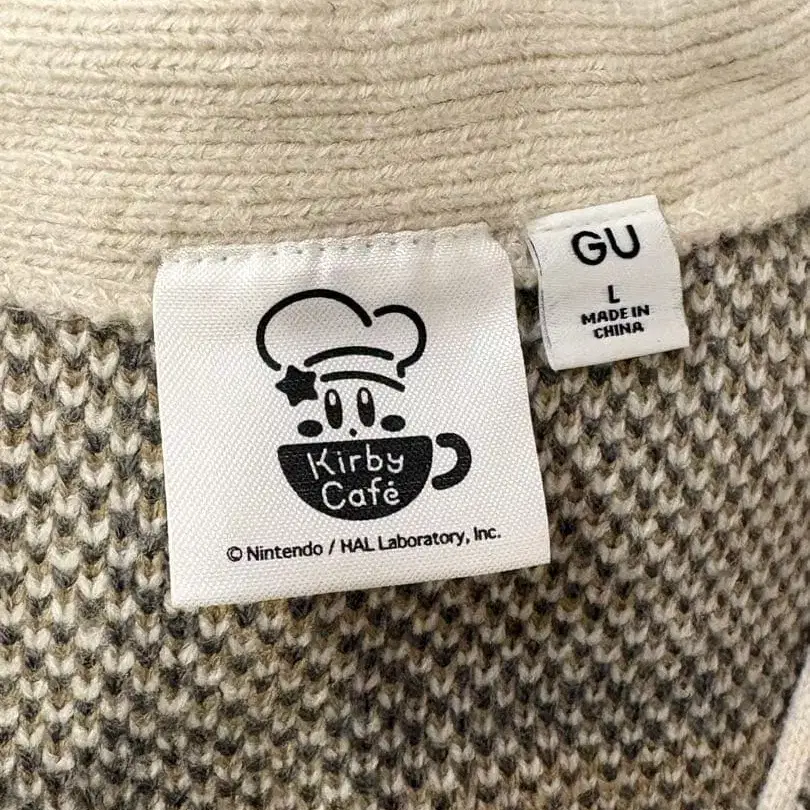 Kirby
Café
© Nintendo / HAL Laboratory, Inc.
GU
L
MADE IN
CHINA